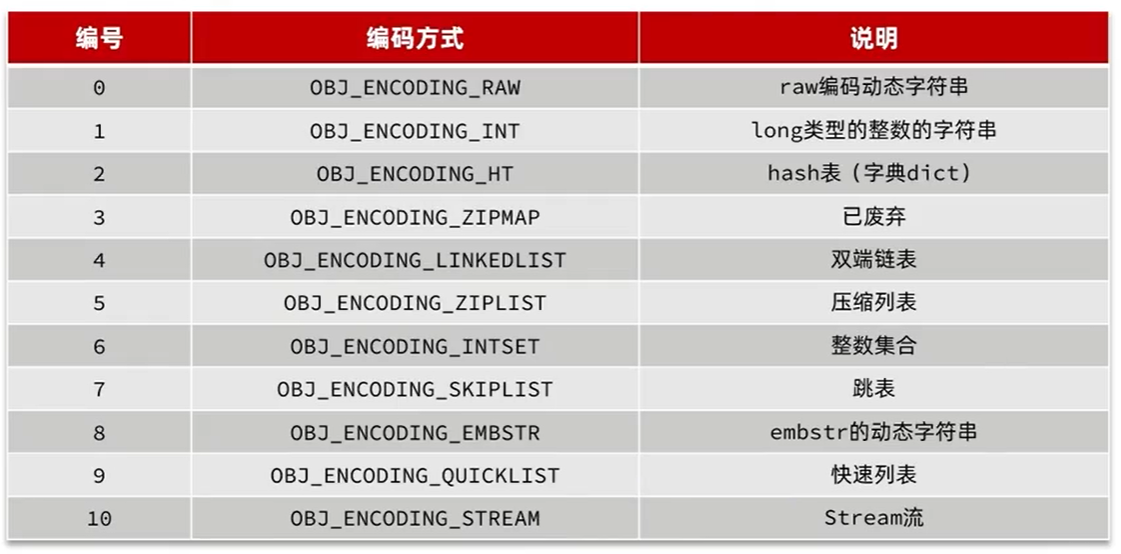 编号 编码方式 说明
0 OBJ_ENCODING_RAW raw编码动态字符串
1 OBJ_ENCODING_INT long类型的整数的字符串
2 OBJ_ENCODING_HT hash表（字典dict）
3 OBJ_ENCODING_ZIPMAP 已废弃
4 OBJ_ENCODING_LINKEDLIST 双端链表
5 OBJ_ENCODING_ZIPLIST 压缩列表
6 OBJ_ENCODING_INTSET 整数集合
7 OBJ_ENCODING_SKIPLIST 跳表
8 OBJ_ENCODING_EMBSTR embstr的动态字符串
9 OBJ_ENCODING_QUICKLIST 快速列表
10 OBJ_ENCODING_STREAM Stream流